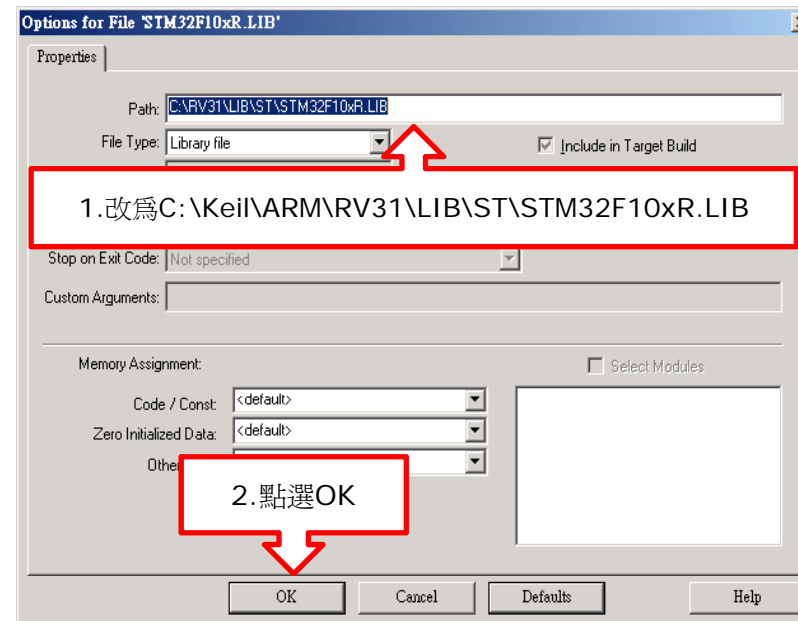 Options for File 'STM32F10xR.LIB'
Properties
Path: C:\RV31\LIB\ST\STM32F10xR.LIB
File Type: Library file
Include in Target Build
1.改爲C:\Keil\ARM\RV31\LIB\ST\STM32F10xR.LIB
Stop on Exit Code: Not specified
Custom Arguments:
Memory Assignment:
Select Modules
Code / Const: <default>
Zero Initialized Data: <default>
2.點選OK
OK Cancel Defaults Help